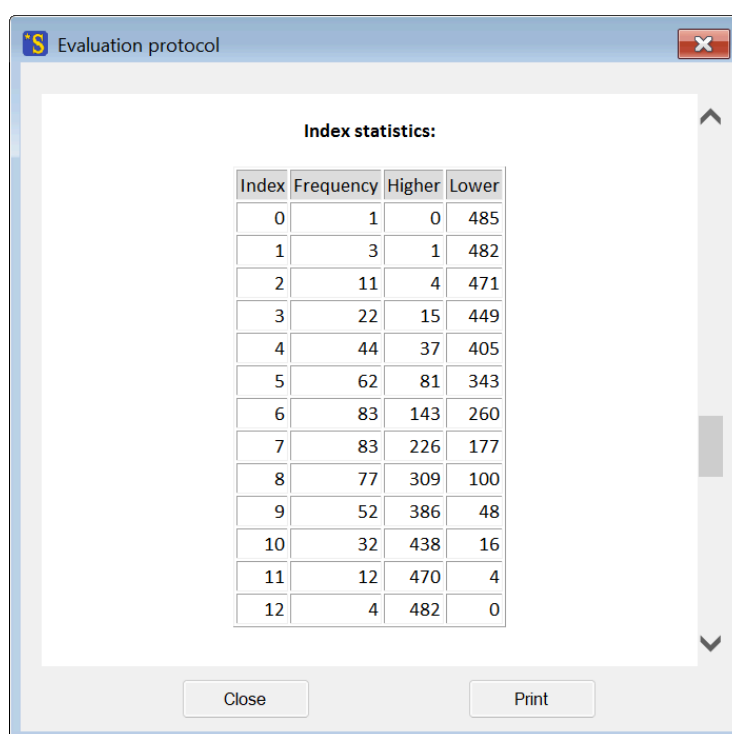 *S Evaluation protocol
Index statistics:
Index Frequency Higher Lower
0 1 0 485
1 3 1 482
2 11 4 471
3 22 15 449
4 44 37 405
5 62 81 343
6 83 143 260
7 83 226 177
8 77 309 100
9 52 386 48
10 32 438 16
11 12 470 4
12 4 482 0
Close Print